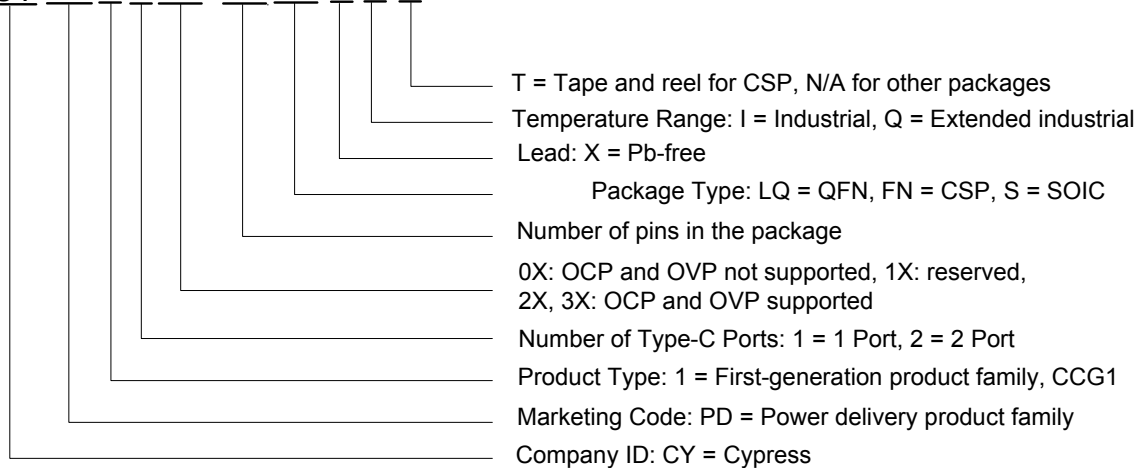 T = Tape and reel for CSP, N/A for other packages
Temperature Range: I = Industrial, Q = Extended industrial
Lead: X = Pb-free
Package Type: LQ = QFN, FN = CSP, S = SOIC
Number of pins in the package
0X: OCP and OVP not supported, 1X: reserved,
2X, 3X: OCP and OVP supported
Number of Type-C Ports: 1 = 1 Port, 2 = 2 Port
Product Type: 1 = First-generation product family, CCG1
Marketing Code: PD = Power delivery product family
Company ID: CY = Cypress